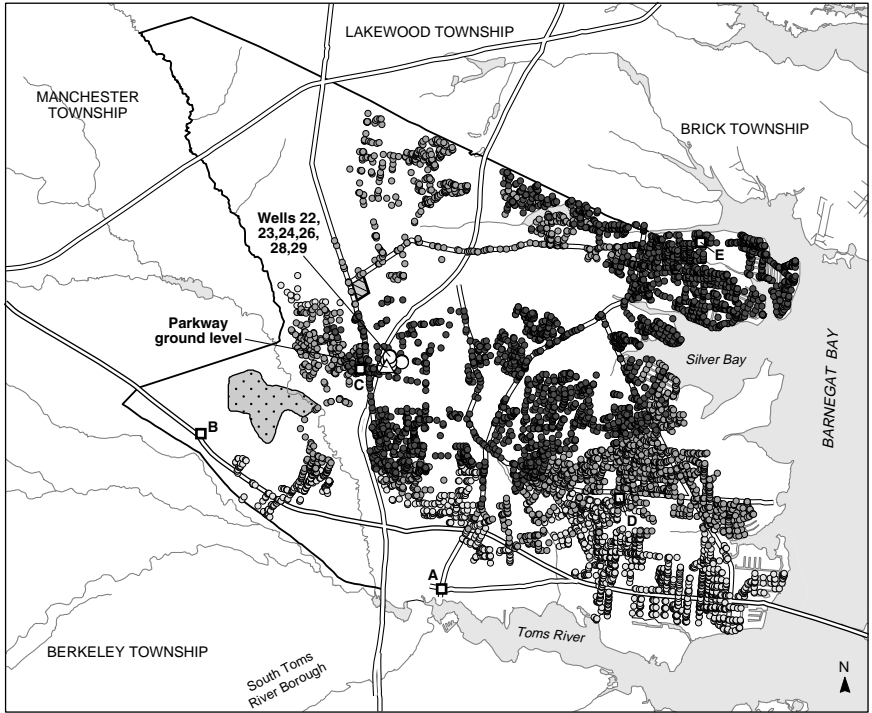 LAKEWOOD TOWNSHIP
MANCHESTER
TOWNSHIP
BRICK TOWNSHIP
Wells 22,
23,24,26,
28,29
E
Parkway
ground level
Silver Bay
BARNEGAT BAY
C
B
D
A
Toms River
BERKELEY TOWNSHIP
South Toms
River Borough
N